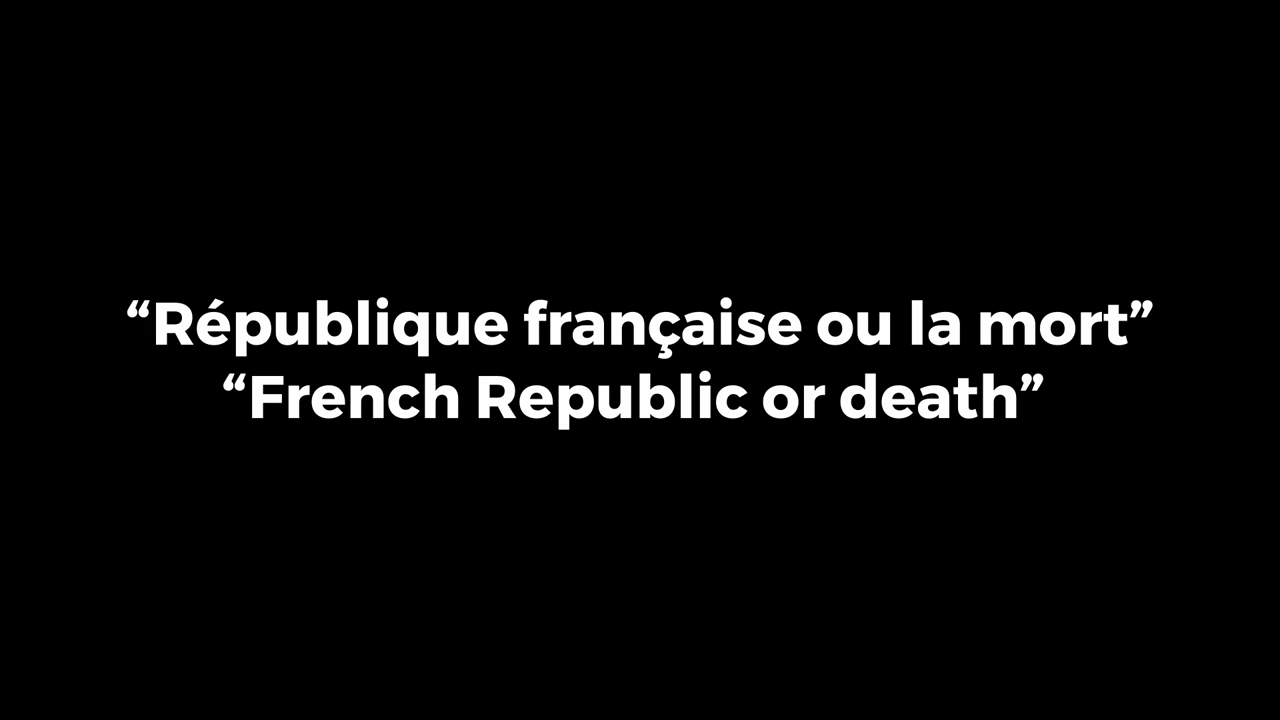 “République française ou la mort”
“French Republic or death”